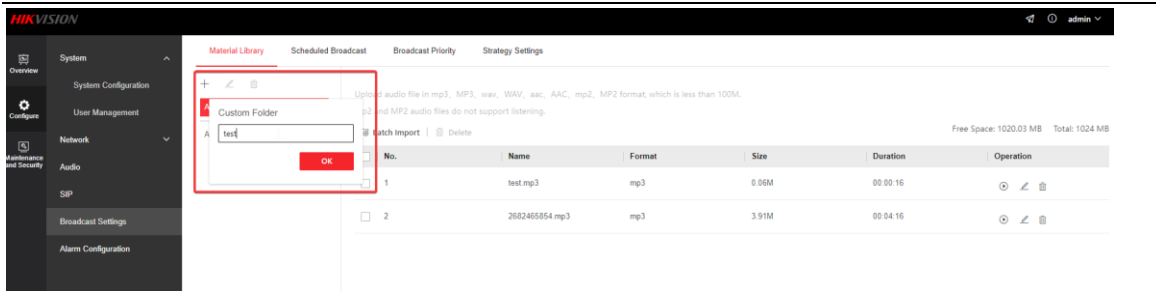 HIKVISION
admin
Overview
Configure
Maintenance
and Security
System
System Configuration
User Management
Network
Audio
SIP
Broadcast Settings
Alarm Configuration
Material Library Scheduled Broadcast Broadcast Priority Strategy Settings
Custom Folder
test
OK
Upload audio file in mp3, MP3, wav, WAV, aac, AAC, mp2, MP2 format, which is less than 100M.
and MP2 audio files do not support listening.
Batch Import Delete
Free Space: 1020.03 MB Total: 1024 MB
No. Name Format Size Duration Operation
1 test.mp3 mp3 0.06M 00:00:16
2 2682465854.mp3 mp3 3.91M 00:04:16